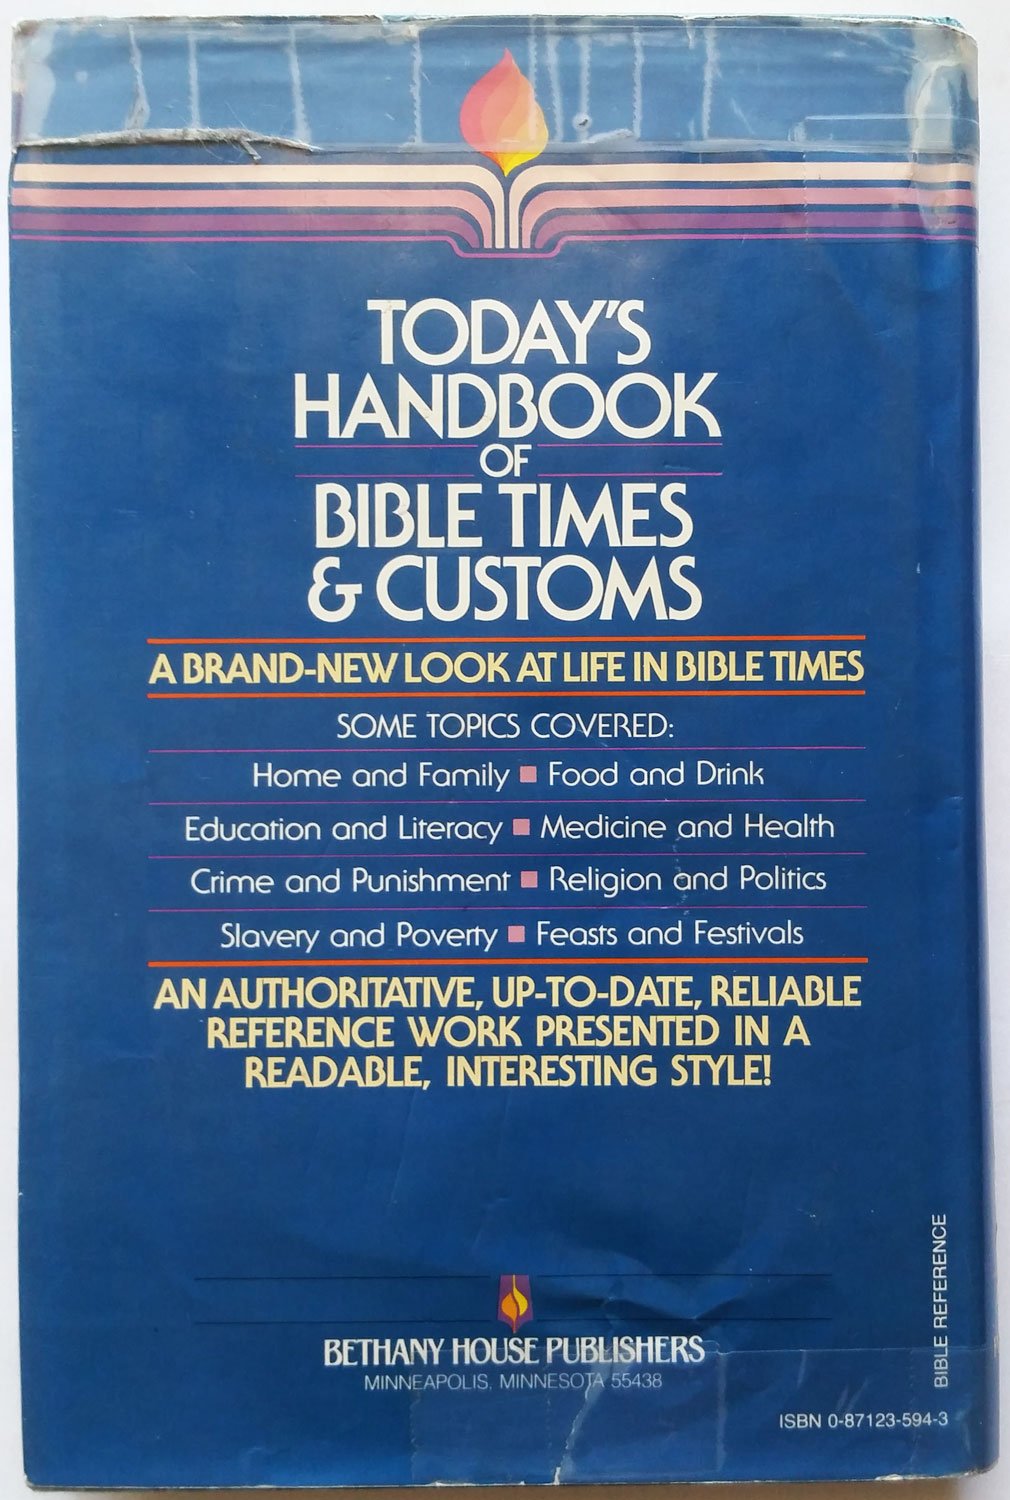 TODAY'S
HANDBOOK
OF
BIBLE TIMES
& CUSTOMS
A BRAND-NEW LOOK AT LIFE IN BIBLE TIMES
SOME TOPICS COVERED:
Home and Family ■ Food and Drink
Education and Literacy ■ Medicine and Health
Crime and Punishment ■ Religion and Politics
Slavery and Poverty ■ Feasts and Festivals
AN AUTHORITATIVE, UP-TO-DATE, RELIABLE
REFERENCE WORK PRESENTED IN A
READABLE, INTERESTING STYLE!
BETHANY HOUSE PUBLISHERS
MINNEAPOLIS, MINNESOTA 55438
BIBLE REFERENCE
ISBN 0-87123-594-3